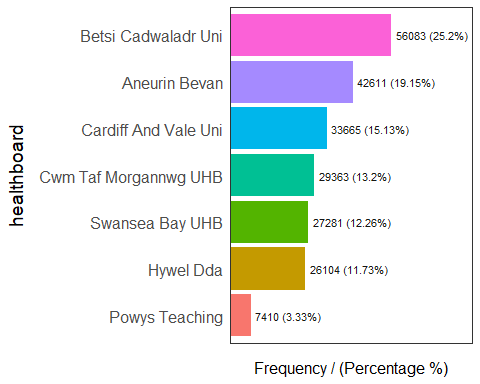 healthboard
Betsi Cadwaladr Uni 56083 (25.2%)
Aneurin Bevan 42611 (19.15%)
Cardiff And Vale Uni 33665 (15.13%)
Cwm Taf Morgannwg UHB 29363 (13.2%)
Swansea Bay UHB 27281 (12.26%)
Hywel Dda 26104 (11.73%)
Powys Teaching 7410 (3.33%)
Frequency / (Percentage %)